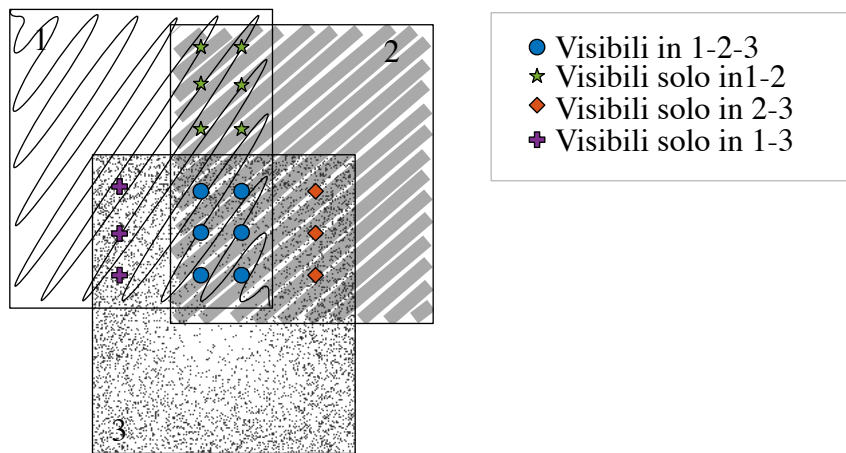 1
2
3
Visibili in 1-2-3
Visibili solo in1-2
Visibili solo in 2-3
Visibili solo in 1-3